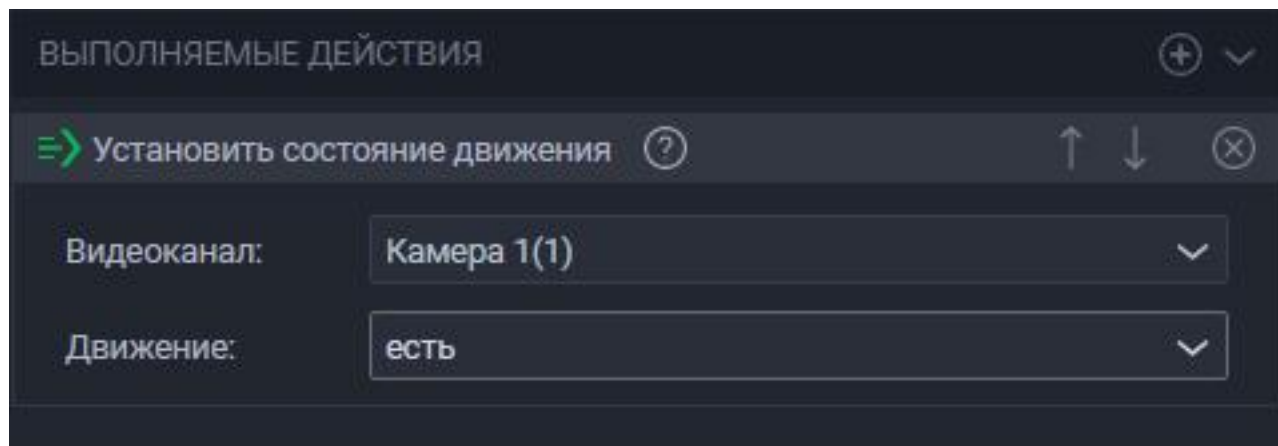 ВЫПОЛНЯЕМЫЕ ДЕЙСТВИЯ
Установить состояние движения
Видеоканал: Камера 1(1)
Движение: есть